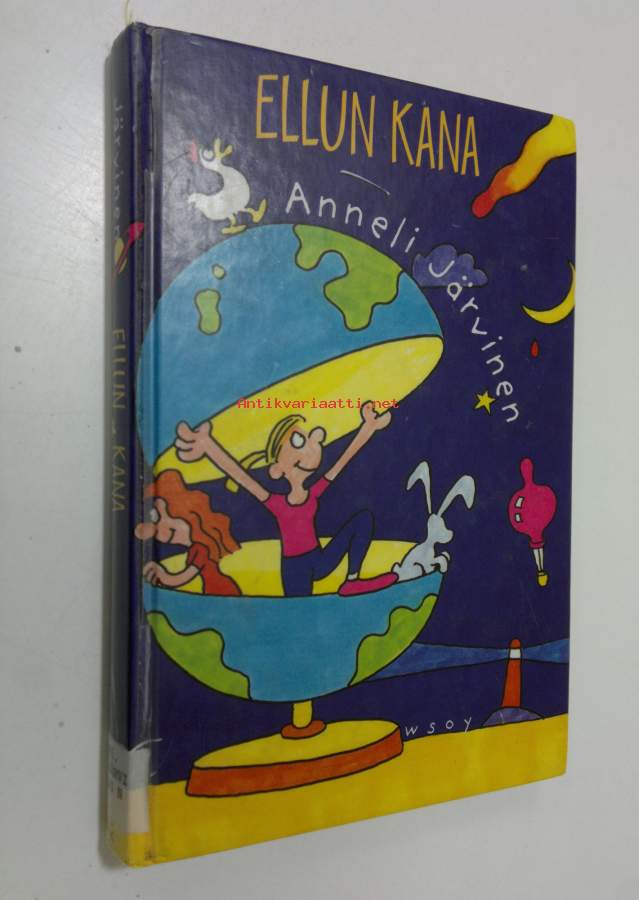 ELLUN KANA
Anneli Järvinen
Antikvariaatti.net
wsoy
Järvinen
ELLUN KANA